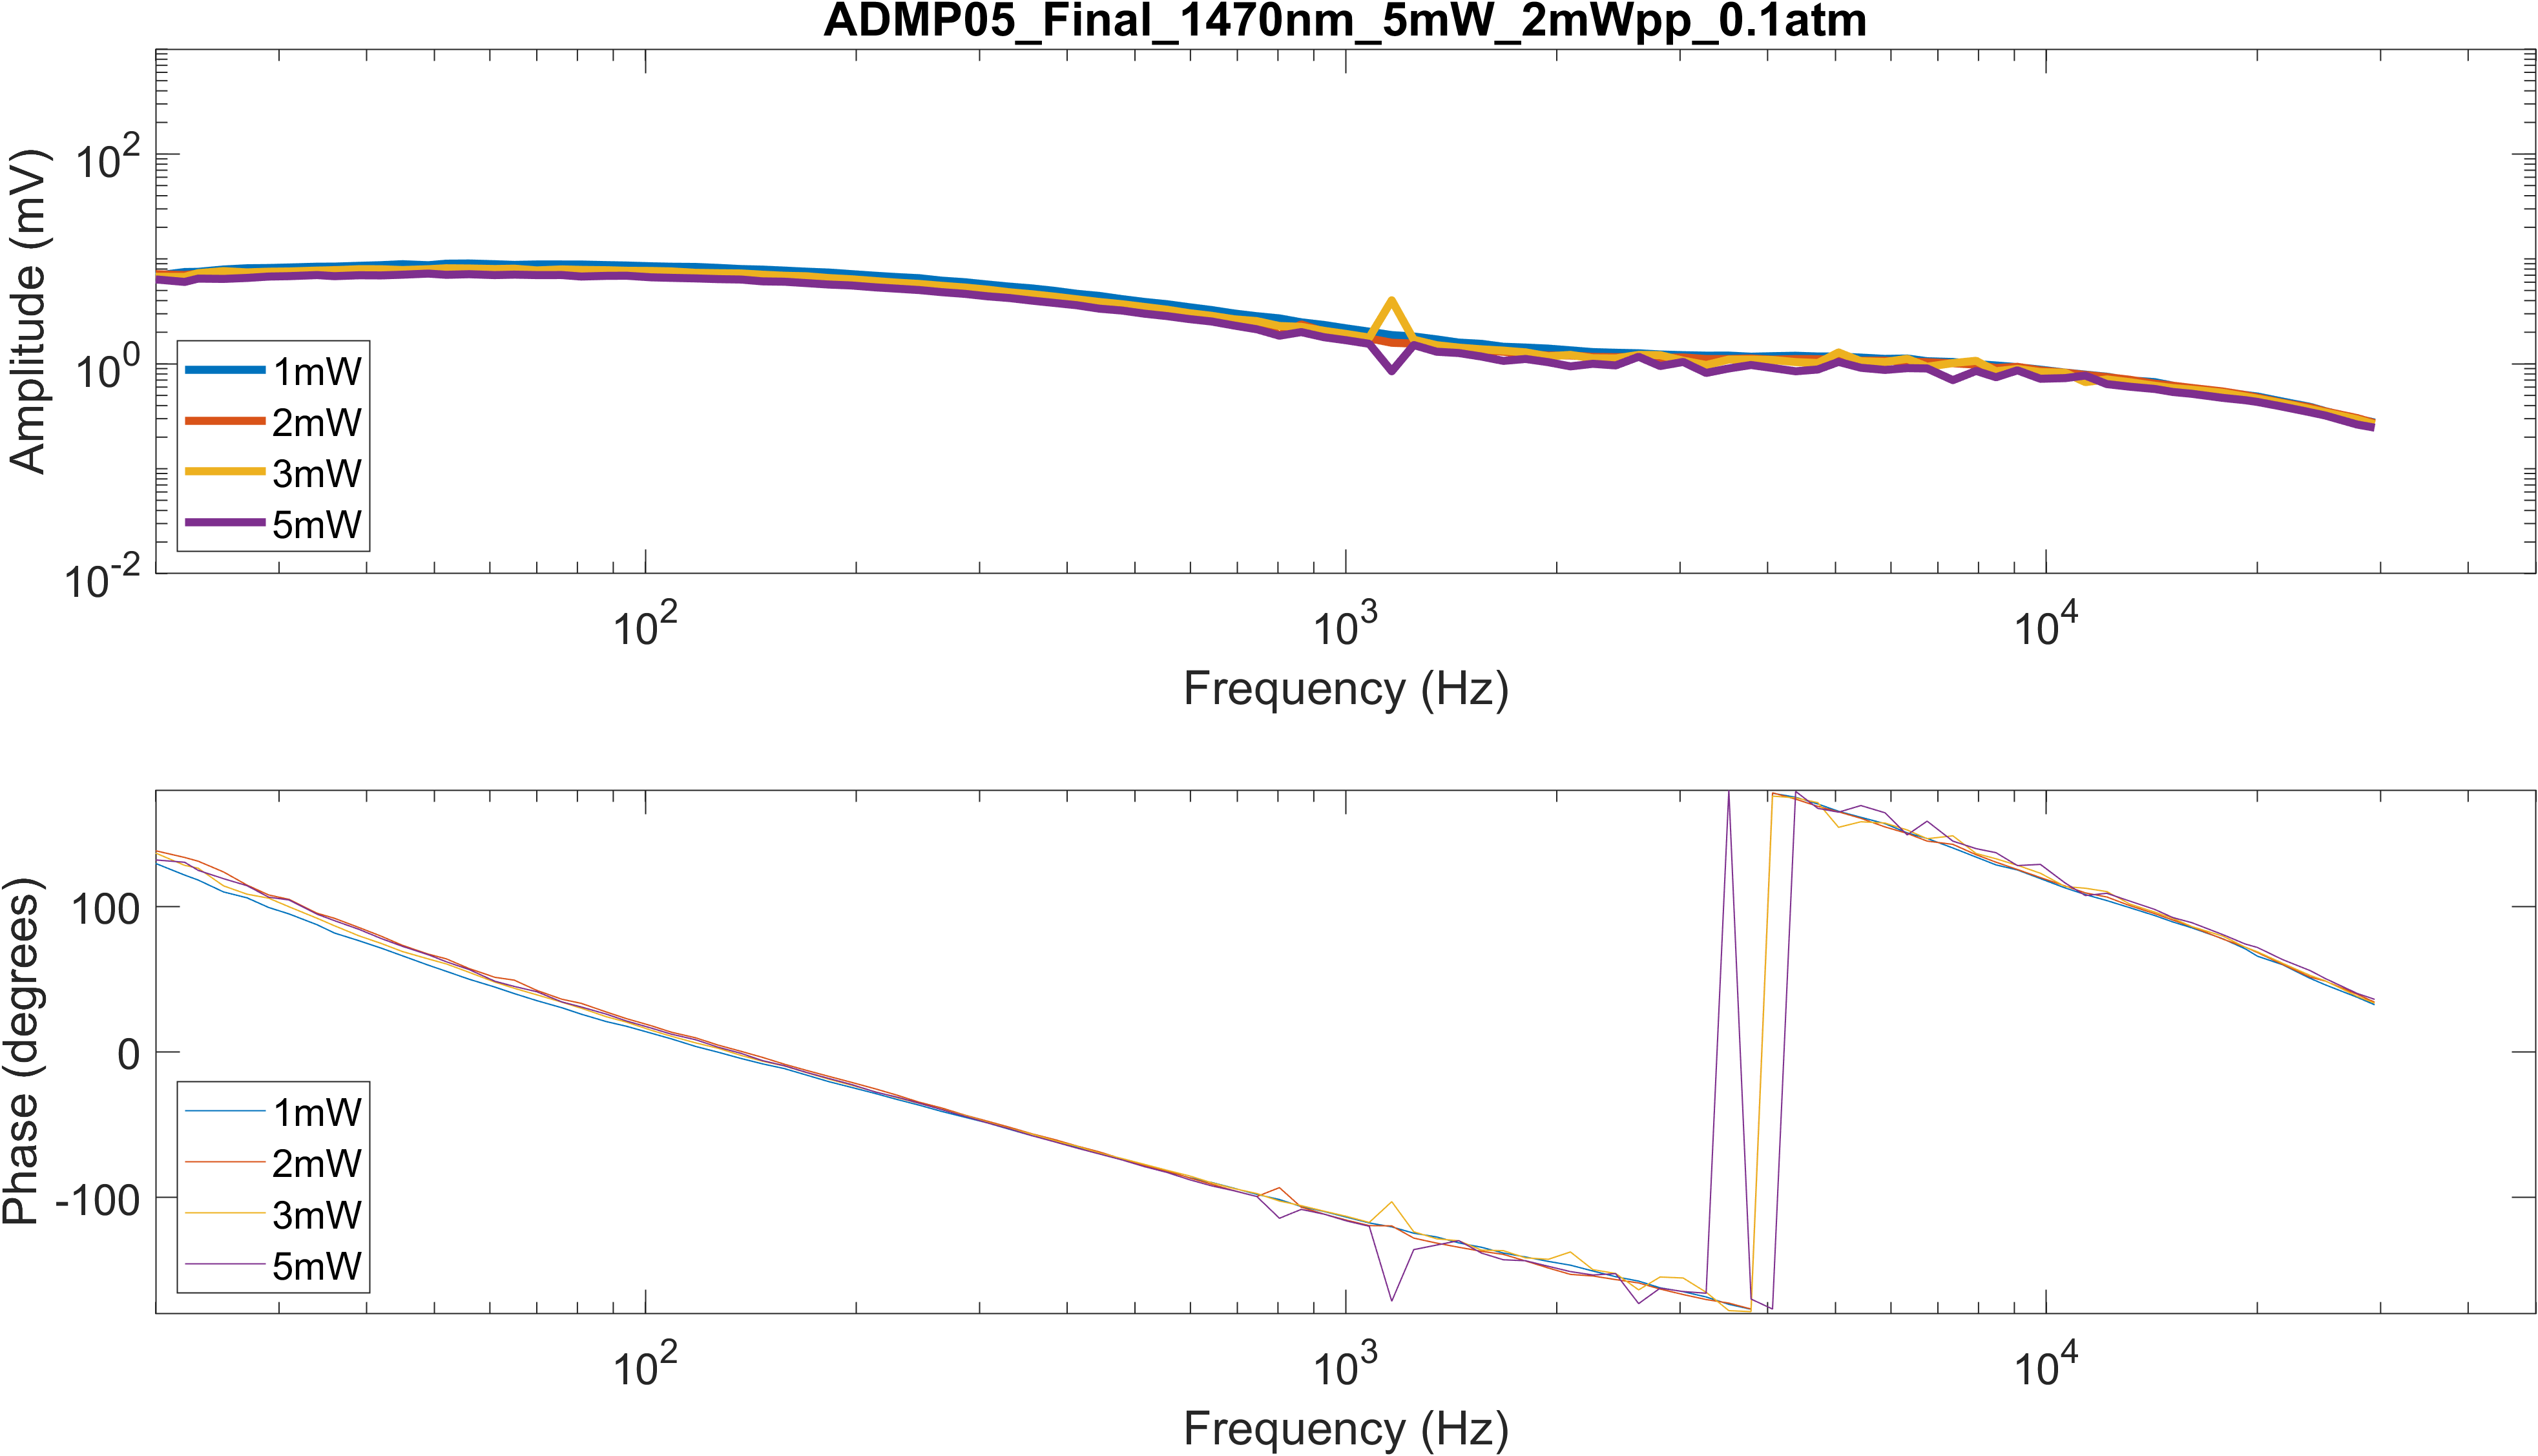 ADMP05_Final_1470nm_5mW_2mWpp_0.1atm
Amplitude (mV)
10^2
10^0
10^-2
1mW
2mW
3mW
5mW
10^2
10^3
10^4
Frequency (Hz)
Phase (degrees)
100
0
-100
1mW
2mW
3mW
5mW
10^2
10^3
10^4
Frequency (Hz)